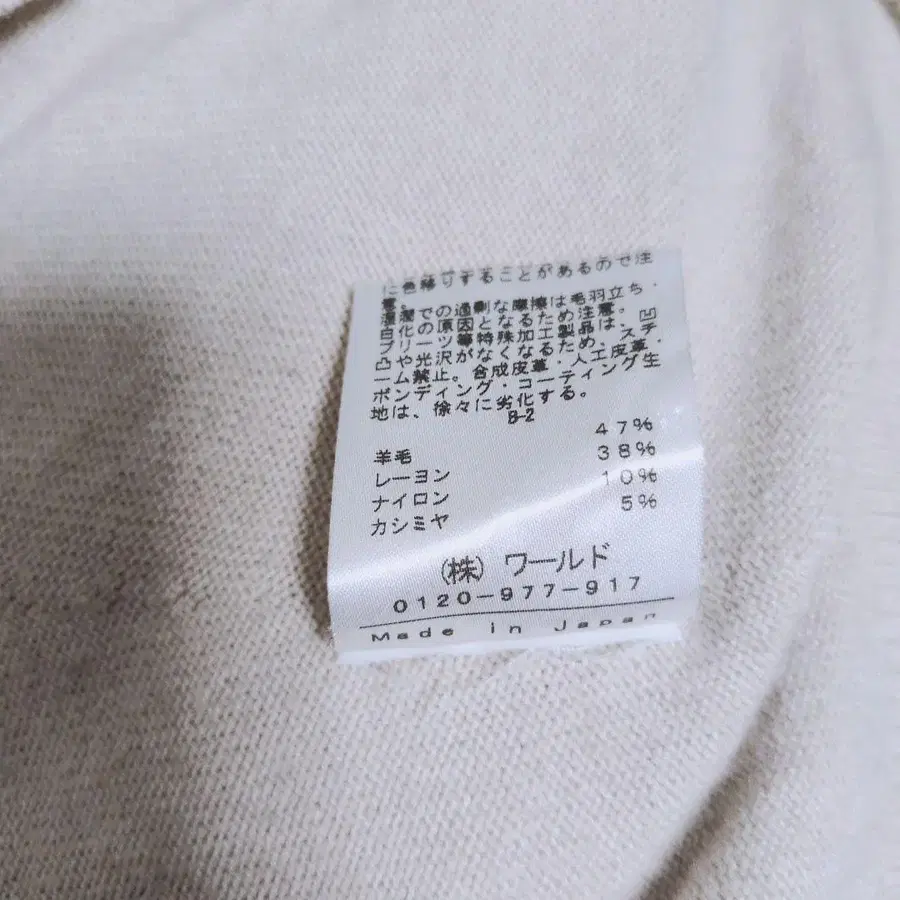 に色移りすることがあるので注
意。
湿潤での過剰な摩擦は毛羽立ち・
白化の原因となるため注意。
プリーツ等特殊加工製品は、凹
凸や光沢がなくなるため、スチ
ーム禁止。合成皮革・人工皮革・
ボンディング・コーティング生
地は、徐々に劣化する。
B-2
羊毛 47%
レーヨン 38%
ナイロン 10%
カシミヤ 5%
(株) ワールド
0120-977-917
Made in Japan